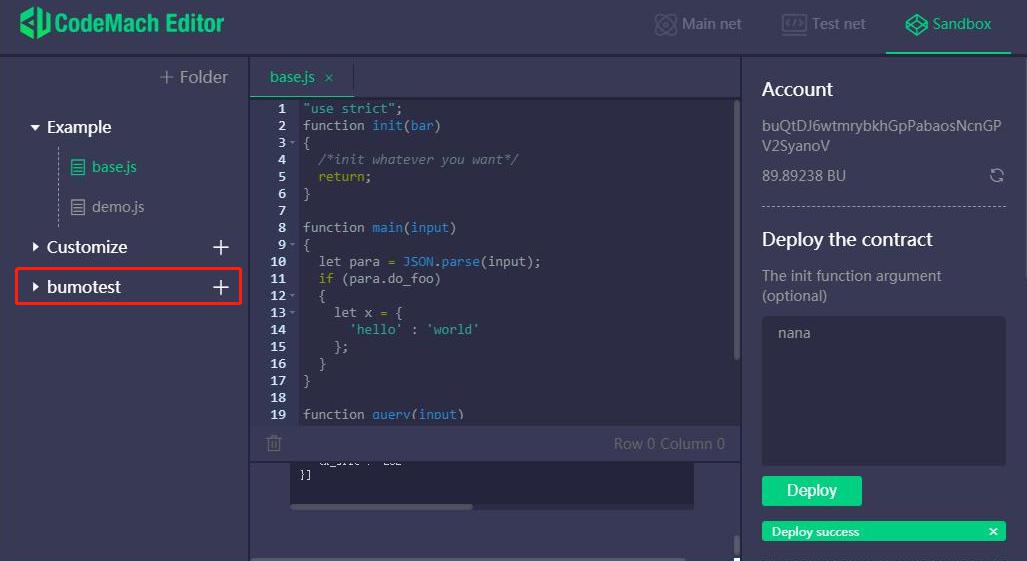 CodeMach Editor
Main net
Test net
Sandbox
+ Folder
Example
base.js
demo.js
Customize +
bumotest +
base.js ×
1 "use strict";
2 function init(bar)
3 {
4 /*init whatever you want*/
5 return;
6 }
7
8 function main(input)
9 {
10 let para = JSON.parse(input);
11 if (para.do_foo)
12 {
13 let x = {
14 'hello' : 'world'
15 };
16 }
17 }
18
19 function query(input)
Row 0 Column 0
}]
Account
buQtDJ6wtmrybkhGpPabaosNcnGP
V2SyanoV
89.89238 BU
Deploy the contract
The init function argument
(optional)
nana
Deploy
Deploy success ×